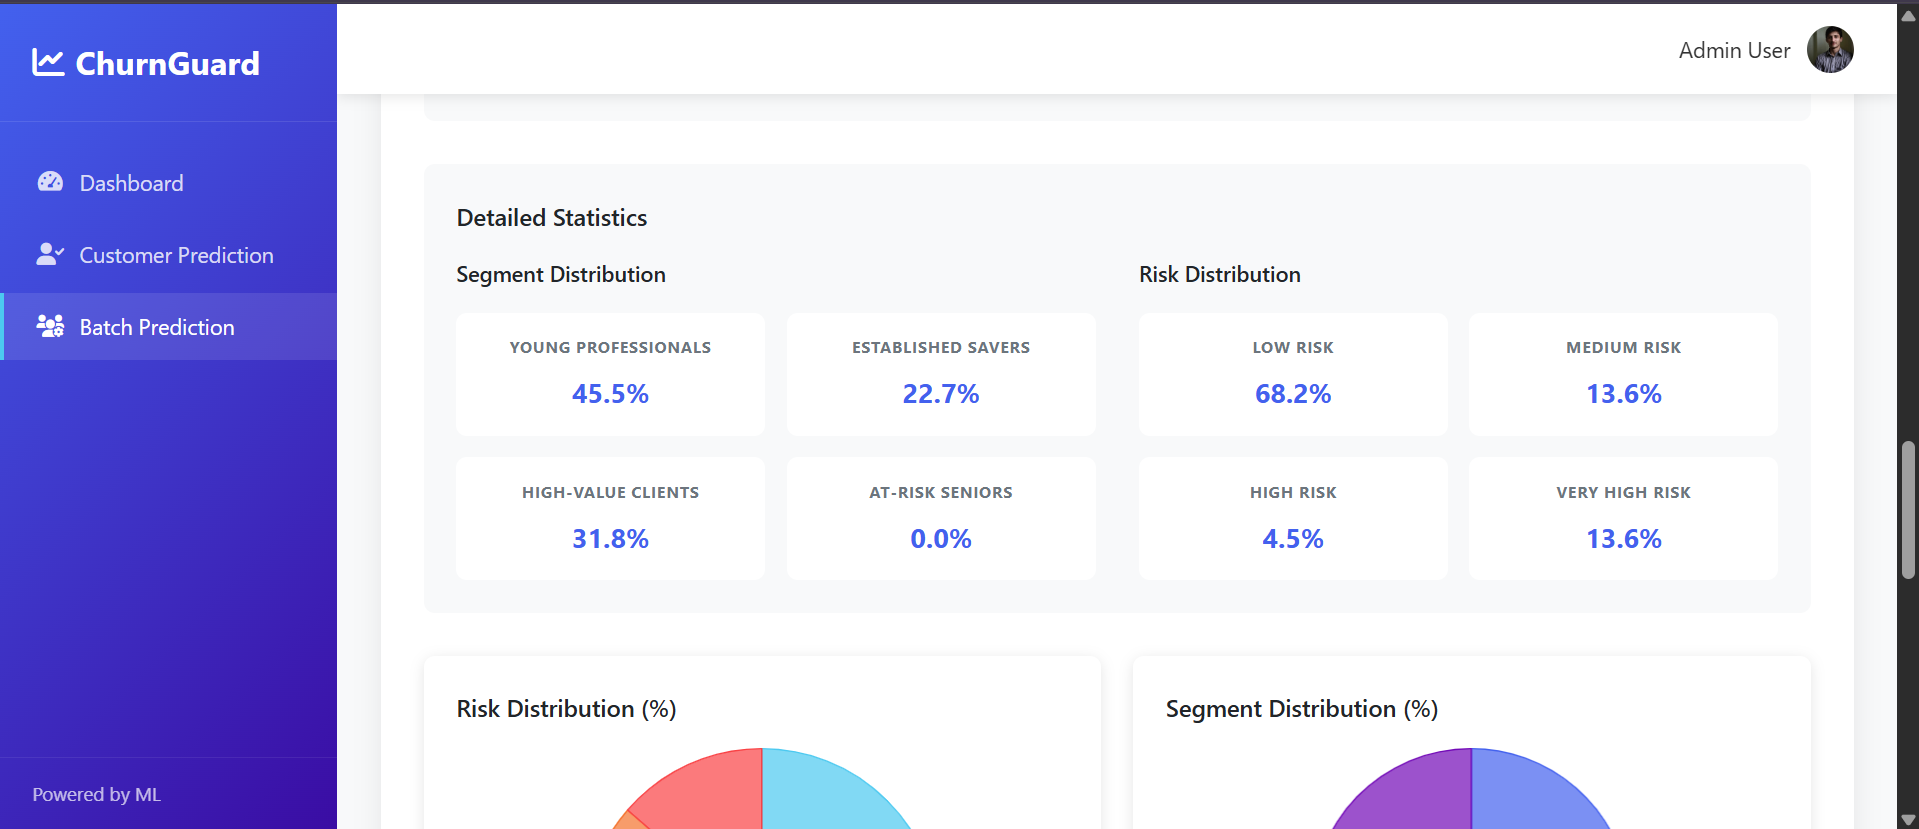 ChurnGuard
Admin User
Dashboard
Customer Prediction
Batch Prediction
Powered by ML
Detailed Statistics
Segment Distribution
YOUNG PROFESSIONALS
45.5%
ESTABLISHED SAVERS
22.7%
HIGH-VALUE CLIENTS
31.8%
AT-RISK SENIORS
0.0%
Risk Distribution
LOW RISK
68.2%
MEDIUM RISK
13.6%
HIGH RISK
4.5%
VERY HIGH RISK
13.6%
Risk Distribution (%)
Segment Distribution (%)